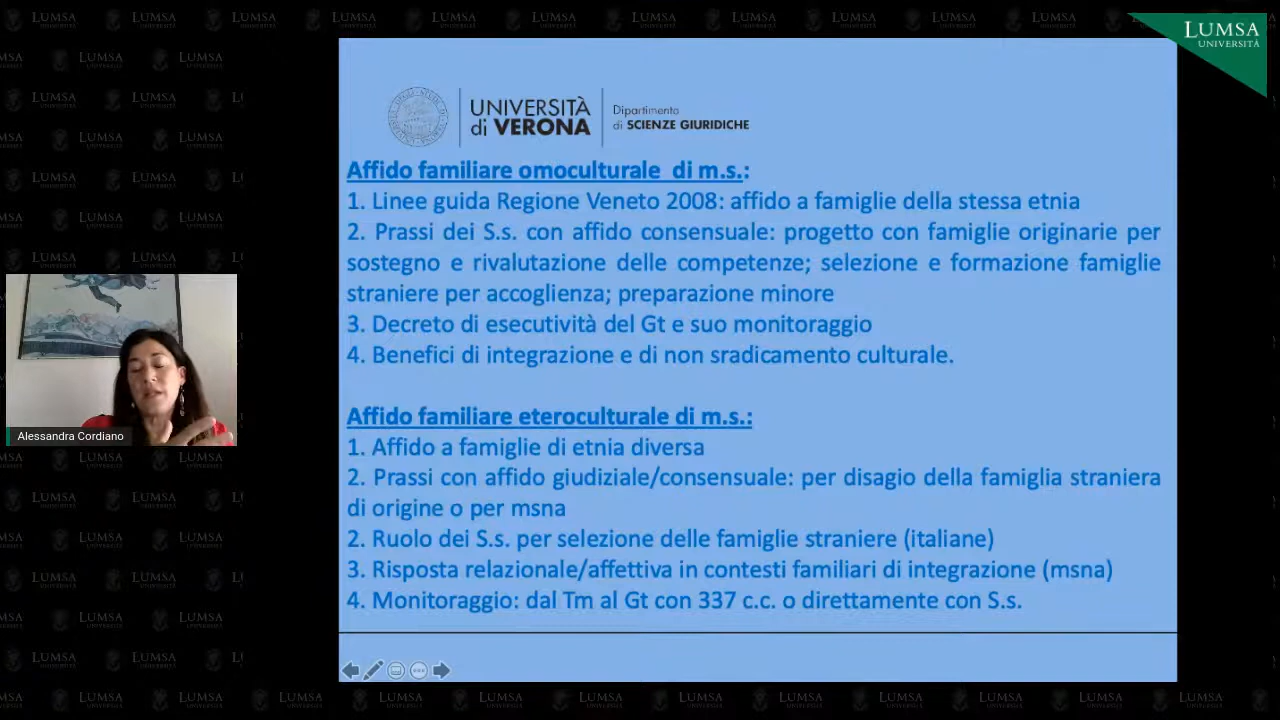 LUMSA
UNIVERSITÀ
UNIVERSITÀ
di VERONA
Dipartimento
di SCIENZE GIURIDICHE
Affido familiare omoculturale di m.s.:
1. Linee guida Regione Veneto 2008: affido a famiglie della stessa etnia
2. Prassi dei S.s. con affido consensuale: progetto con famiglie originarie per
sostegno e rivalutazione delle competenze; selezione e formazione famiglie
straniere per accoglienza; preparazione minore
3. Decreto di esecutività del Gt e suo monitoraggio
4. Benefici di integrazione e di non sradicamento culturale.
Affido familiare eteroculturale di m.s.:
1. Affido a famiglie di etnia diversa
2. Prassi con affido giudiziale/consensuale: per disagio della famiglia straniera
di origine o per msna
2. Ruolo dei S.s. per selezione delle famiglie straniere (italiane)
3. Risposta relazionale/affettiva in contesti familiari di integrazione (msna)
4. Monitoraggio: dal Tm al Gt con 337 c.c. o direttamente con S.s.
Alessandra Cordiano